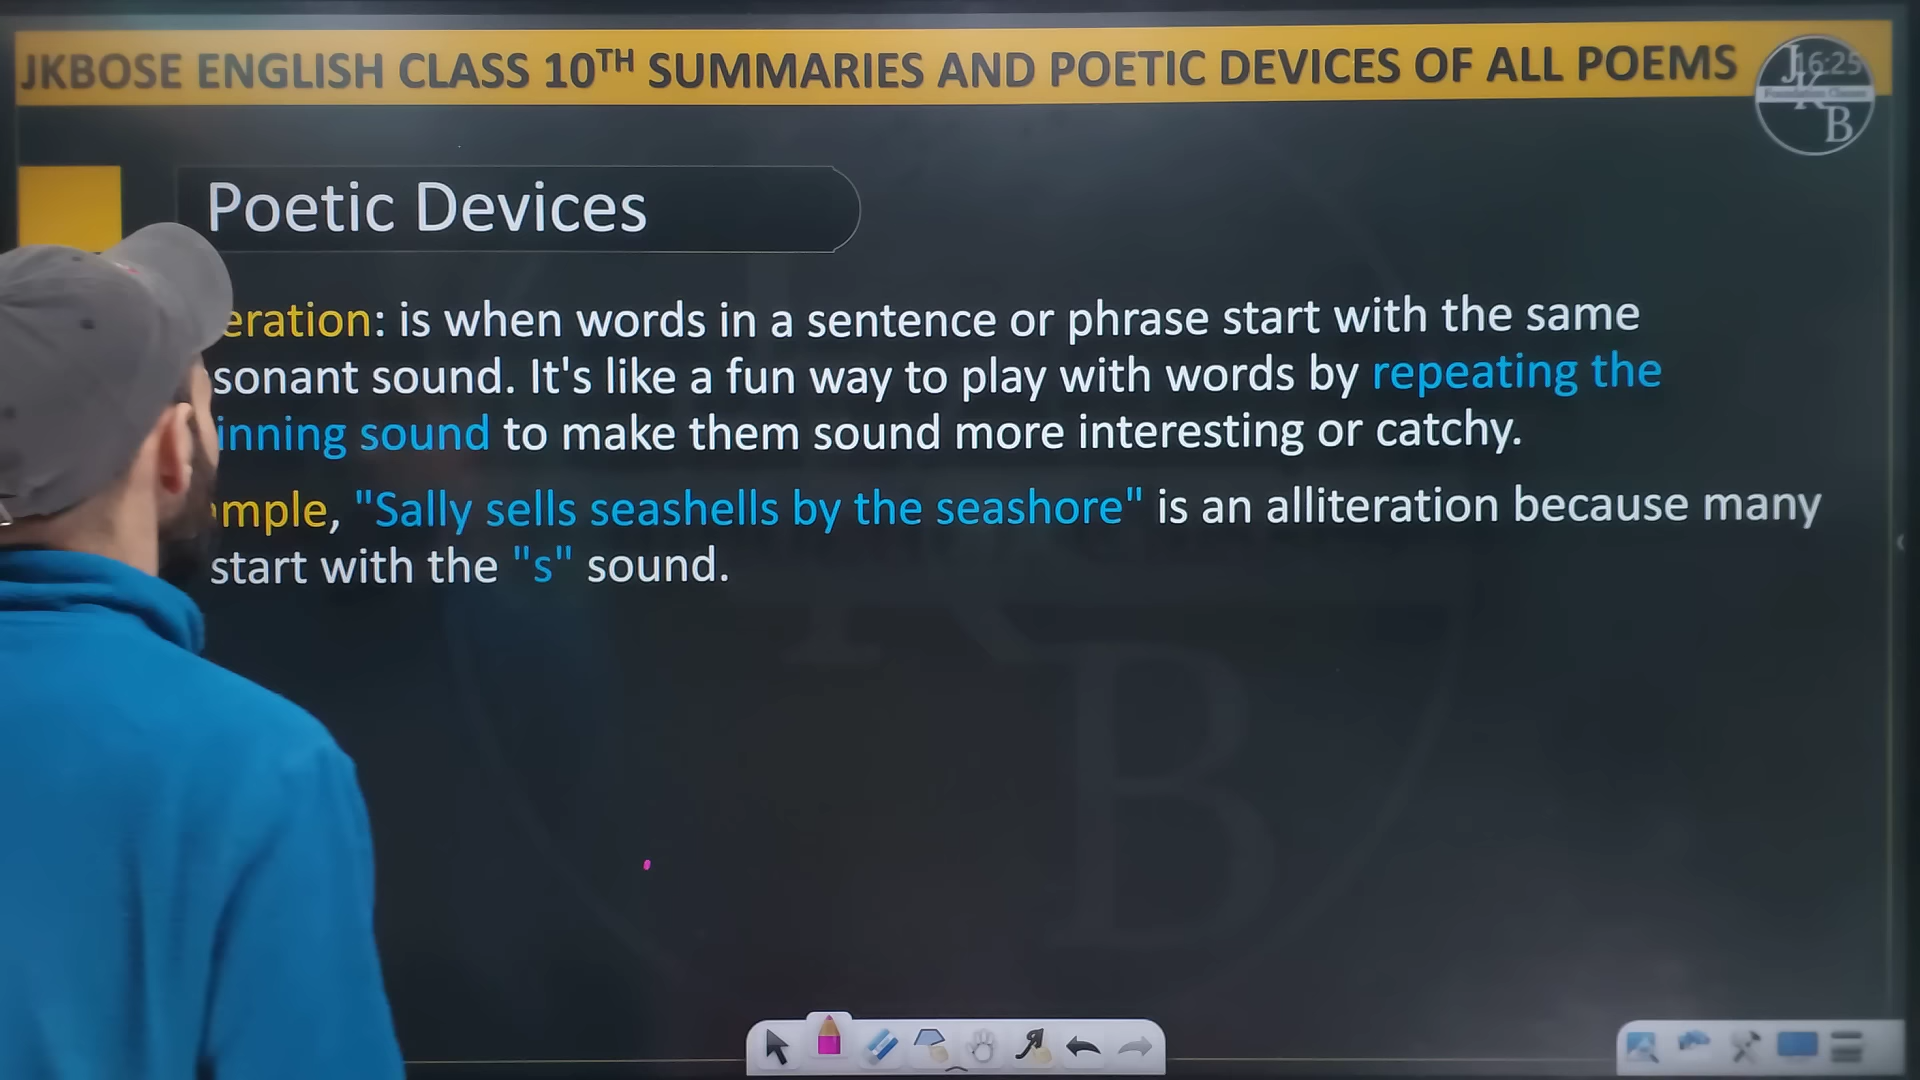 JKBOSE ENGLISH CLASS 10TH SUMMARIES AND POETIC DEVICES OF ALL POEMS
16:25
JKB
Foundation Classes
Poetic Devices
eration: is when words in a sentence or phrase start with the same
sonant sound. It's like a fun way to play with words by repeating the
inning sound to make them sound more interesting or catchy.
mple, "Sally sells seashells by the seashore" is an alliteration because many
start with the "s" sound.